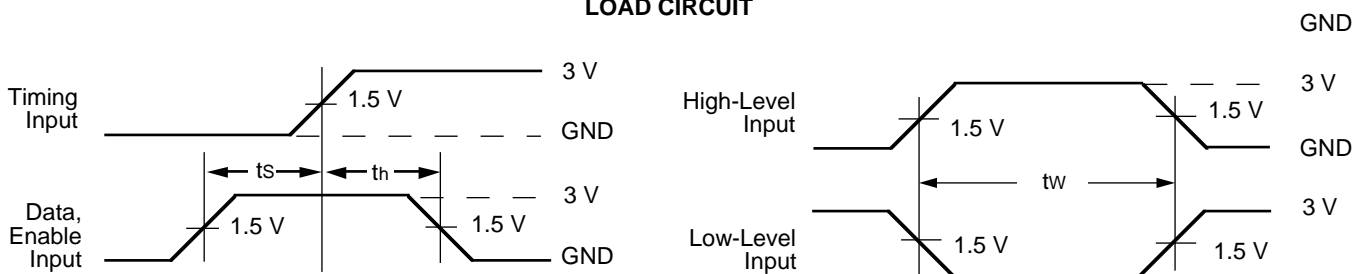 LOAD CIRCUIT
GND
Timing
Input
3 V
1.5 V
GND
tS
th
Data,
Enable
Input
3 V
1.5 V
1.5 V
GND
High-Level
Input
3 V
1.5 V
1.5 V
GND
tW
Low-Level
Input
3 V
1.5 V
1.5 V